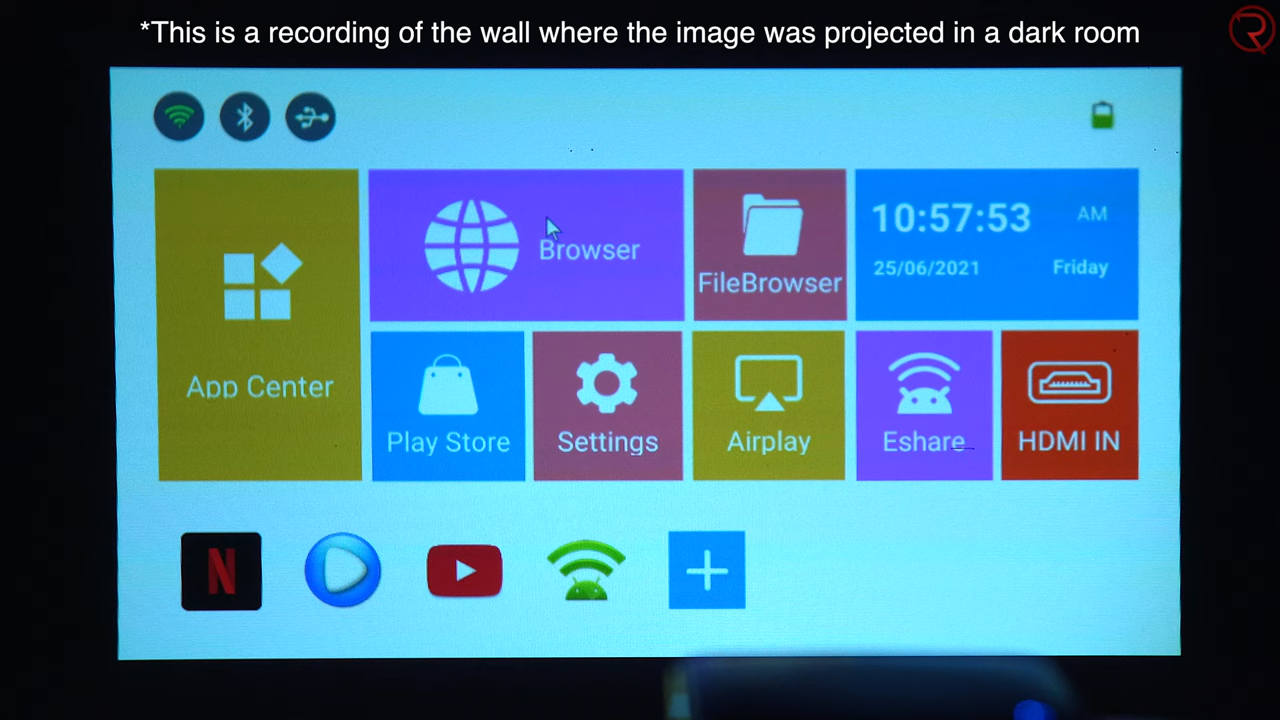 *This is a recording of the wall where the image was projected in a dark room
Browser
FileBrowser
10:57:53 AM
25/06/2021 Friday
App Center
Play Store
Settings
Airplay
Eshare
HDMI IN
N